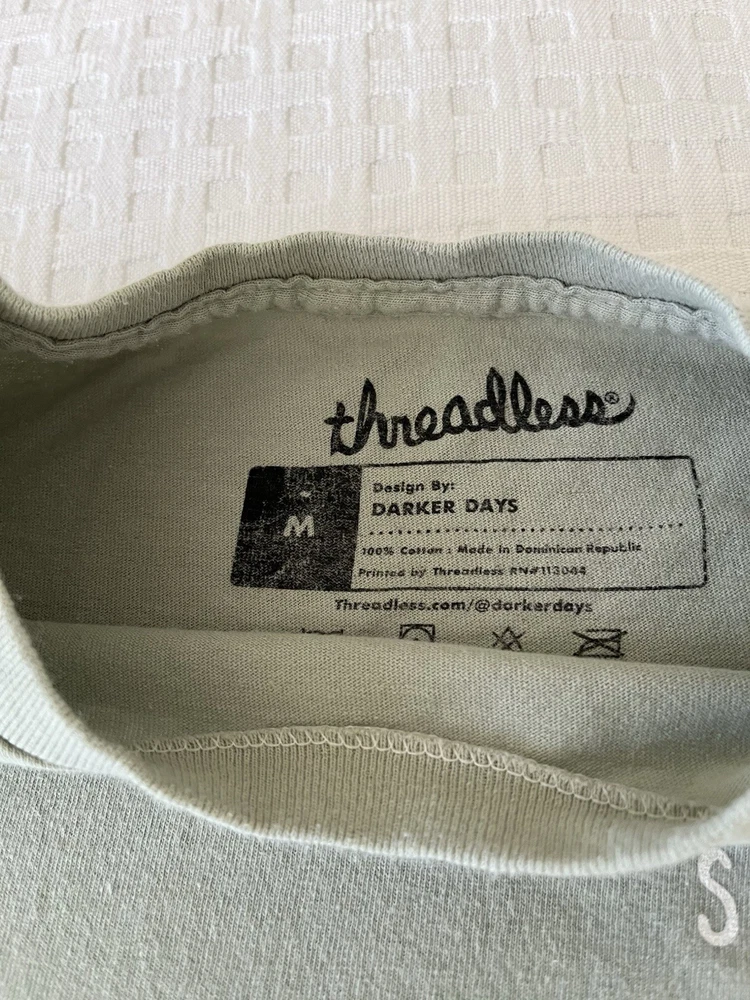 threadless®
M
Design By:
DARKER DAYS
100% Cotton : Made in Dominican Republic
Printed by Threadless RN#113044
Threadless.com/@darkerdays
S